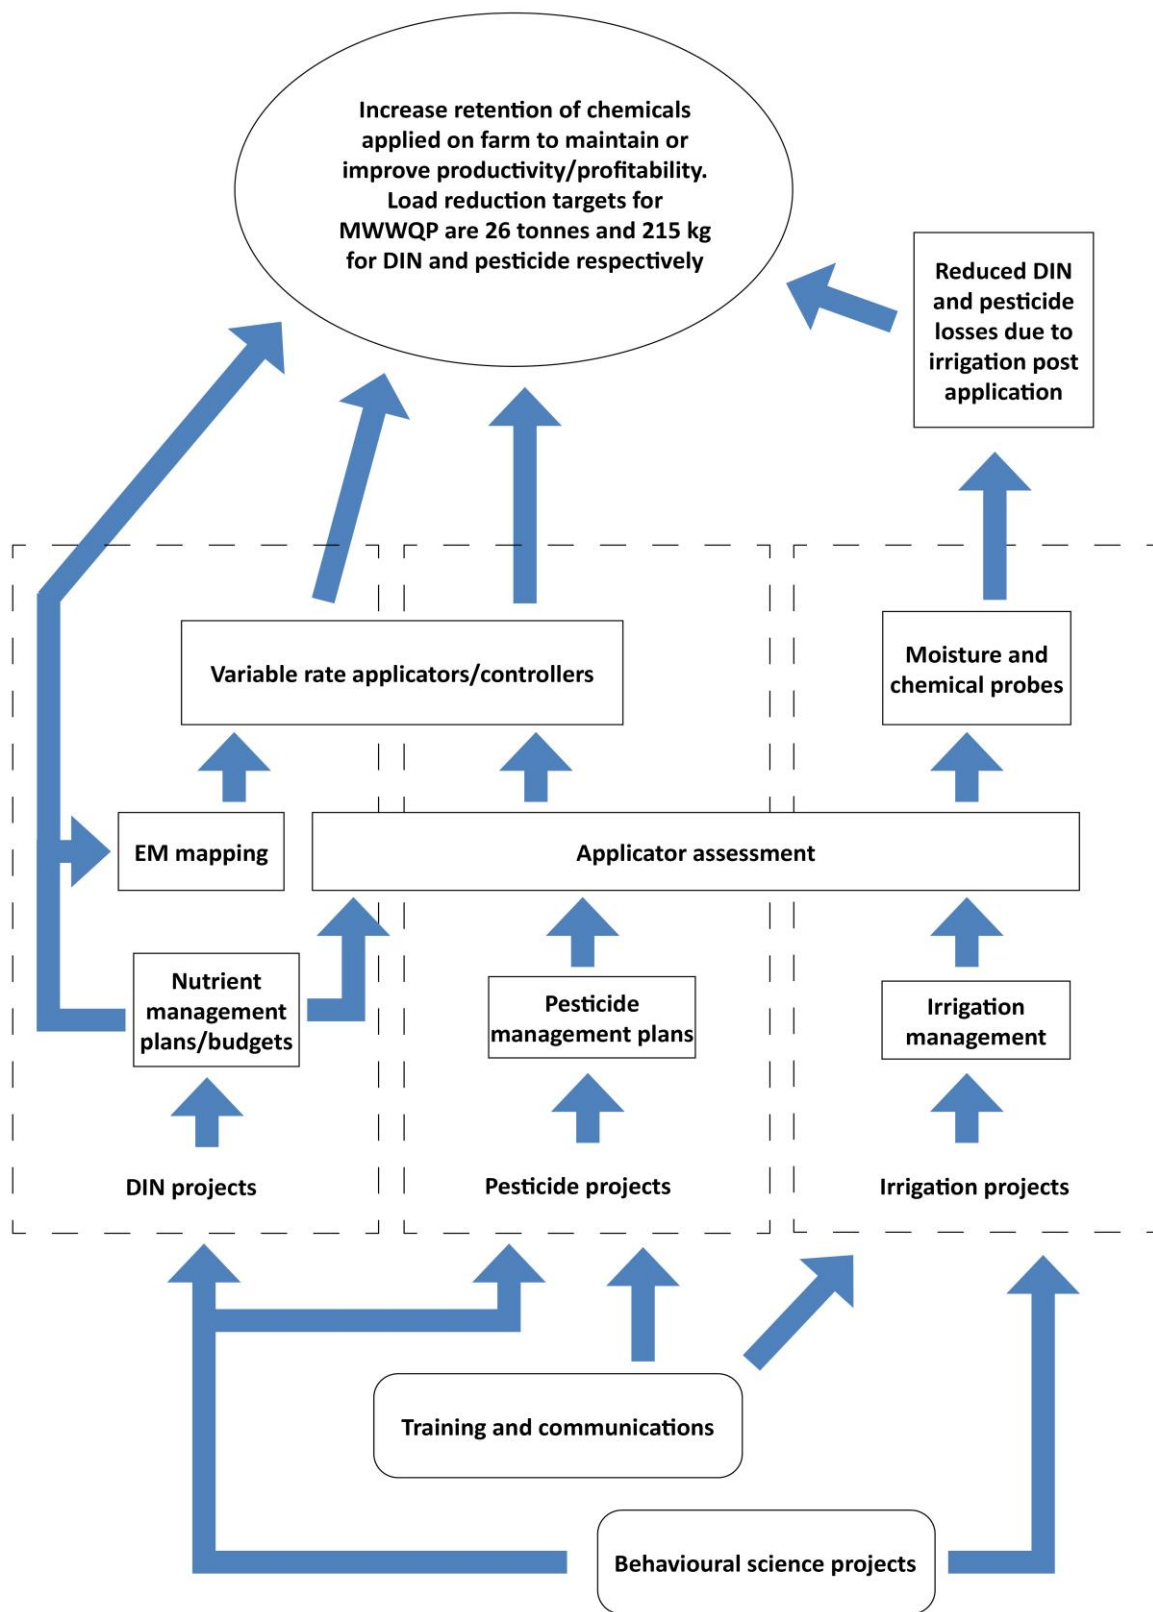 Increase retention of chemicals
applied on farm to maintain or
improve productivity/profitability.
Load reduction targets for
MWWQP are 26 tonnes and 215 kg
for DIN and pesticide respectively
Reduced DIN
and pesticide
losses due to
irrigation post
application
Variable rate applicators/controllers
Moisture and
chemical probes
EM mapping
Applicator assessment
Nutrient
management
plans/budgets
Pesticide
management plans
Irrigation
management
DIN projects
Pesticide projects
Irrigation projects
Training and communications
Behavioural science projects